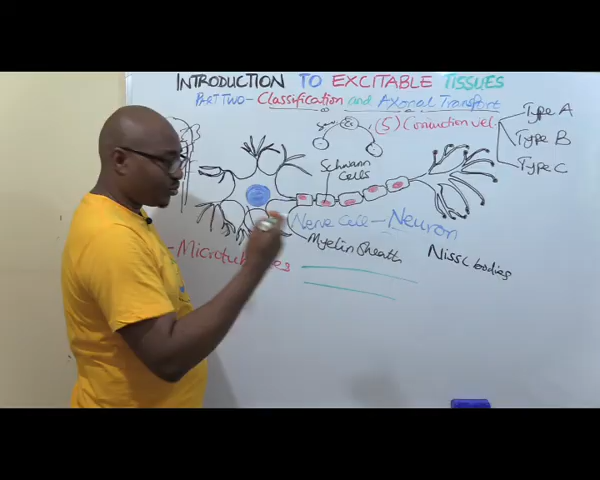 INTRODUCTION TO EXCITABLE TISSUES
PART TWO - Classification and Axonal Transport
(5) Conduction vel.
Type A
Type B
Type C
Schwann
Cells
Nerve Cell - Neuron
Myelin Sheath
Nissl bodies